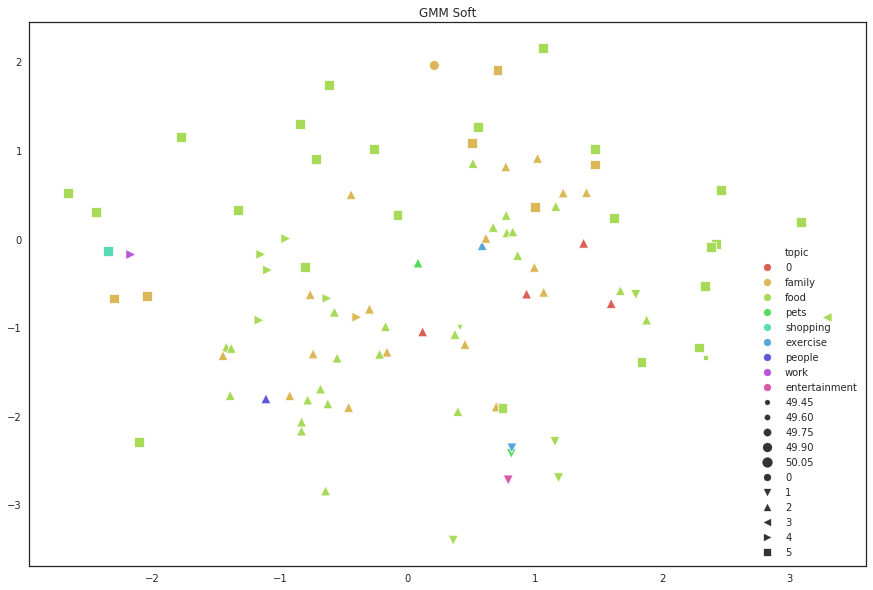 GMM Soft
2
1
0
−1
−2
−3
−2
−1
0
1
2
3
topic
0
family
food
pets
shopping
exercise
people
work
entertainment
49.45
49.60
49.75
49.90
50.05
0
1
2
3
4
5